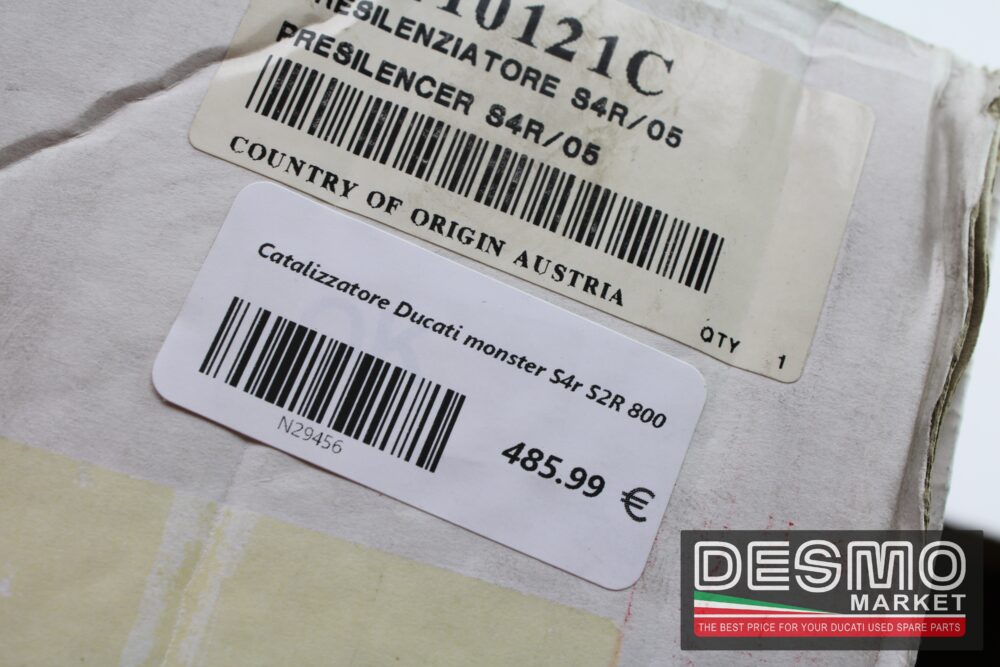 10121C
PRESILENZIATORE S4R/05
PRESILENCER S4R/05
COUNTRY OF ORIGIN AUSTRIA
QTY 1
Catalizzatore Ducati monster S4r S2R 800
N29456
485.99 €
DESMO
MARKET
THE BEST PRICE FOR YOUR DUCATI USED SPARE PARTS